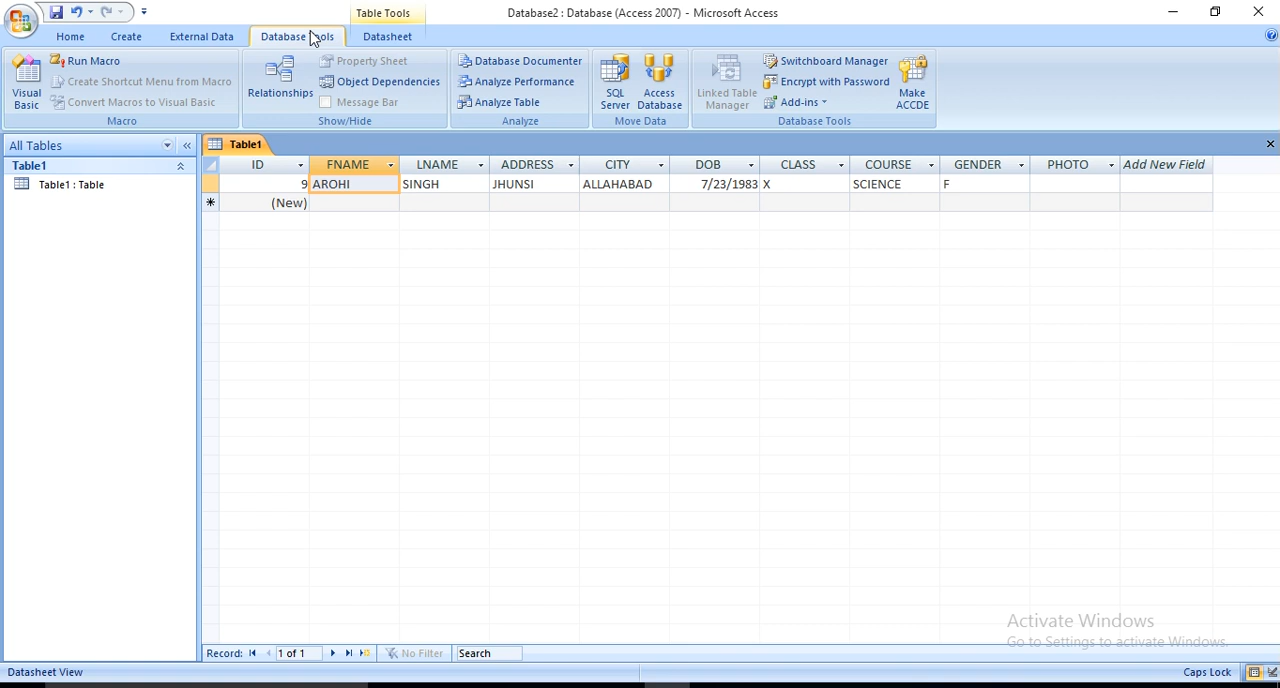 Table Tools
Database2 : Database (Access 2007) - Microsoft Access
Home Create External Data Database Tools Datasheet
Visual Basic
Run Macro
Create Shortcut Menu from Macro
Convert Macros to Visual Basic
Macro
Relationships
Property Sheet
Object Dependencies
Message Bar
Show/Hide
Database Documenter
Analyze Performance
Analyze Table
Analyze
SQL Server
Access Database
Move Data
Linked Table Manager
Switchboard Manager
Encrypt with Password
Add-ins
Make ACCDE
Database Tools
All Tables
Table1
Table1 : Table
Table1
ID FNAME LNAME ADDRESS CITY DOB CLASS COURSE GENDER PHOTO Add New Field
9 AROHI SINGH JHUNSI ALLAHABAD 7/23/1983 X SCIENCE F
(New)
Activate Windows
Go to Settings to activate Windows.
Record: 1 of 1 No Filter Search
Datasheet View
Caps Lock